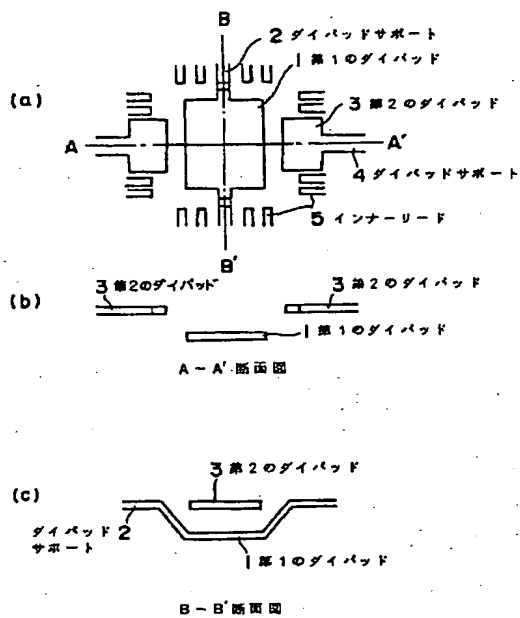 B
2 ダイパッドサポート
1 第1のダイパッド
(a)
3 第2のダイパッド
A
A'
4 ダイパッドサポート
5 インナーリード
B'
3 第2のダイパッド
3 第2のダイパッド
(b)
1 第1のダイパッド
A-A'断面図
3 第2のダイパッド
(c)
ダイパッド 2
サポート
1 第1のダイパッド
B-B'断面図